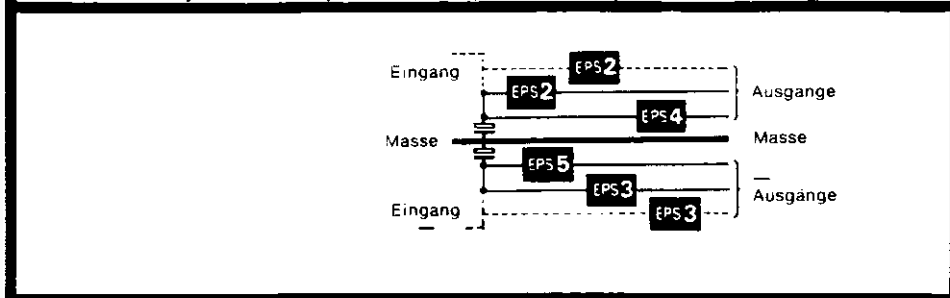 Eingang
EPS2
EPS2
Ausgange
EPS4
Masse
Masse
EPS5
EPS3
Ausgänge
Eingang
EPS3